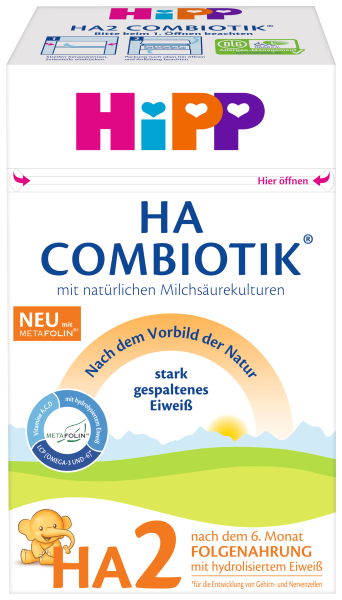 HiPP
HA2 COMBIOTIK®
Bitte beim 1. Öffnen beachten
HiPP
Hier öffnen
HA
COMBIOTIK®
mit natürlichen Milchsäurekulturen
NEU mit
METAFOLIN®
Nach dem Vorbild der Natur
stark
gespaltenes
Eiweiß
Vitamine A,C,D
mit hydrolysiertem Eiweiß
METAFOLIN®
LCP (OMEGA-3 UND -6)*
HA2
nach dem 6. Monat
FOLGENAHRUNG
mit hydrolisiertem Eiweiß
*für die Entwicklung von Gehirn- und Nervenzellen